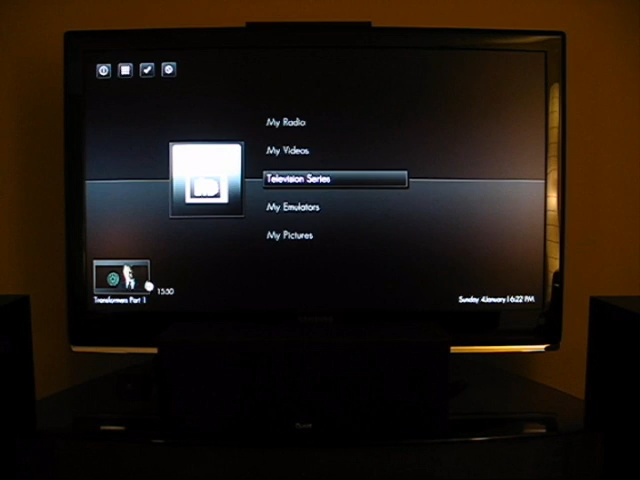 My Radio
My Videos
Television Series
My Emulators
My Pictures
15:50
Transformers Part 1
Sunday 4 January | 6:22 PM